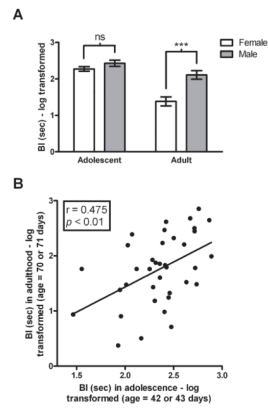 A
BI (sec) - log transformed
3
2
1
0
ns
***
Female
Male
Adolescent
Adult
B
BI (sec) in adulthood - log
transformed (age = 70 or 71 days)
3
2
1
0
r = 0.475
p < 0.01
1.5
2.0
2.5
3.0
BI (sec) in adolescence - log
transformed (age = 42 or 43 days)